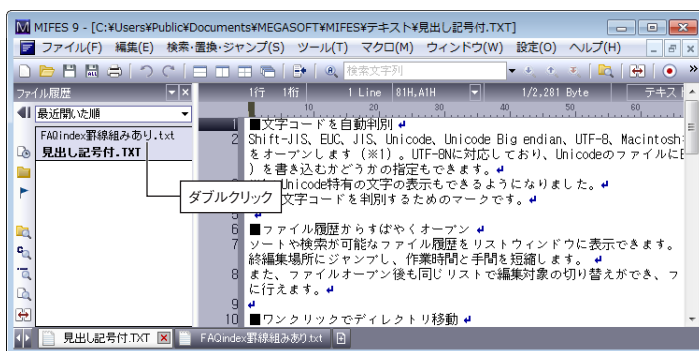 MIFES 9 - [C:¥Users¥Public¥Documents¥MEGASOFT¥MIFES¥テキスト¥見出し記号付.TXT]
ファイル(F) 編集(E) 検索･置換･ジャンプ(S) ツール(T) マクロ(M) ウィンドウ(W) 設定(O) ヘルプ(H)
検索文字列
ファイル履歴 1行 1桁 1 Line 81H,A1H 1/2,281 Byte テキスト
最近開いた順 10 20 30 40 50 60
FAQindex罫線組みあり.txt
見出し記号付.TXT
ダブルクリック
1 ■文字コードを自動判別
2 Shift-JIS, EUC, JIS, Unicode, Unicode Big endian, UTF-8, Macintosh
をオープンします（※1）。UTF-8Nに対応しており、Unicodeのファイルに
）を書き込むかどうかの指定もできます。
Unicode特有の文字の表示もできるようになりました。
文字コードを判別するためのマークです。
5
6 ■ファイル履歴からすばやくオープン
7 ソートや検索が可能なファイル履歴をリストウィンドウに表示できます。
終編集場所にジャンプし、作業時間と手間を短縮します。
8 また、ファイルオープン後も同じリストで編集対象の切り替えができ、フ
に行えます。
9
10 ■ワンクリックでディレクトリ移動
見出し記号付.TXT FAQindex罫線組みあり.txt